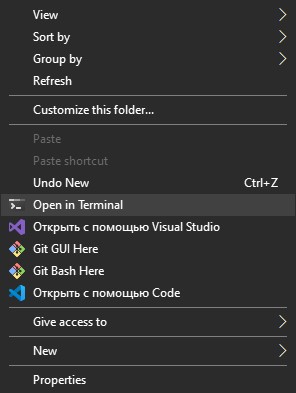 View
Sort by
Group by
Refresh
Customize this folder...
Paste
Paste shortcut
Undo New Ctrl+Z
Open in Terminal
Открыть с помощью Visual Studio
Git GUI Here
Git Bash Here
Открыть с помощью Code
Give access to
New
Properties